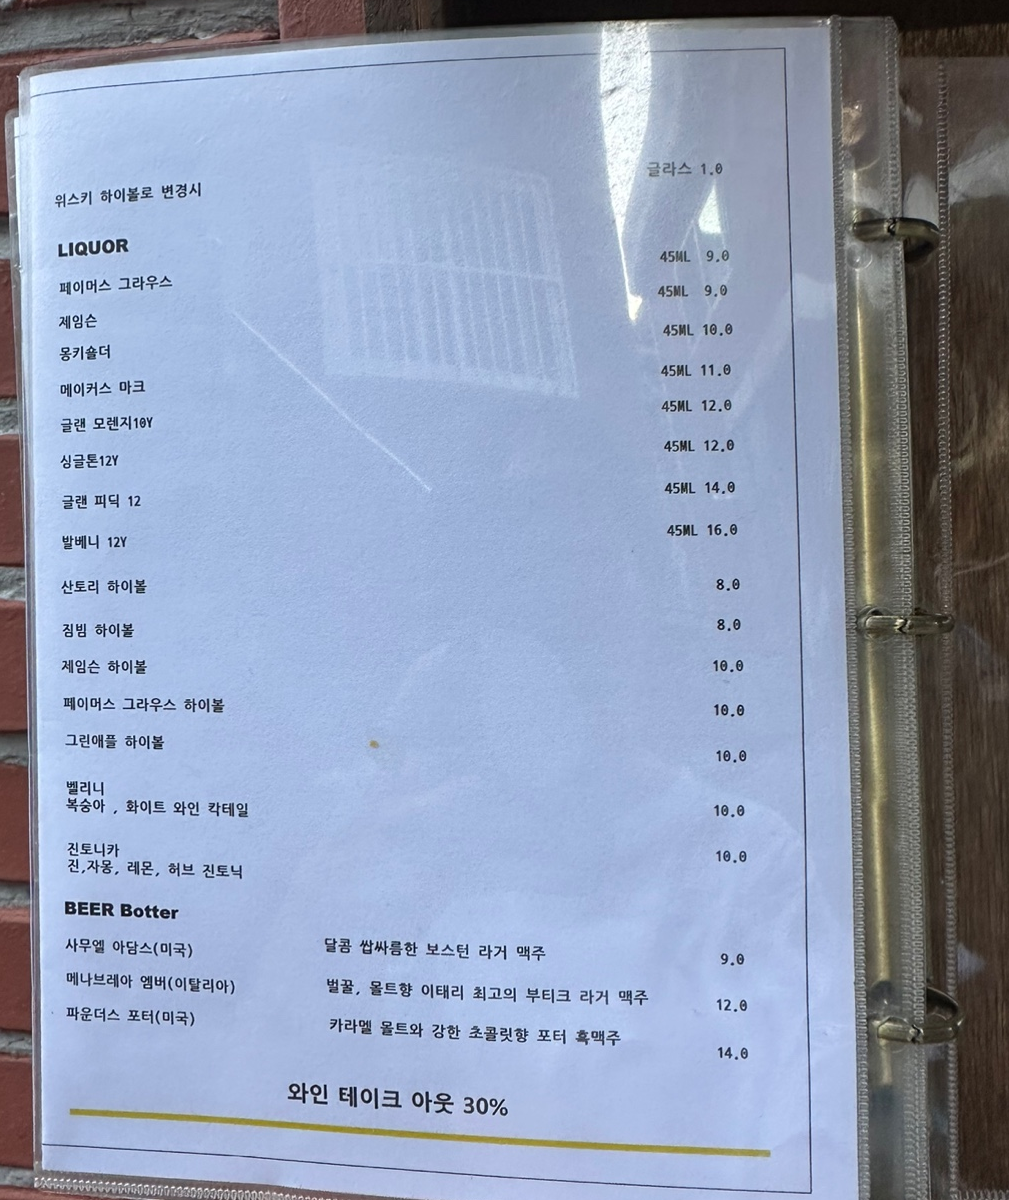 위스키 하이볼로 변경시 글라스 1.0
LIQUOR
페이머스 그라우스 45ML 9.0
제임슨 45ML 9.0
몽키숄더 45ML 10.0
메이커스 마크 45ML 11.0
글랜 모렌지10Y 45ML 12.0
싱글톤12Y 45ML 12.0
글랜 피딕 12 45ML 14.0
발베니 12Y 45ML 16.0
산토리 하이볼 8.0
짐빔 하이볼 8.0
제임슨 하이볼 10.0
페이머스 그라우스 하이볼 10.0
그린애플 하이볼 10.0
벨리니
복숭아 , 화이트 와인 칵테일 10.0
진토니카
진,자몽, 레몬, 허브 진토닉 10.0
BEER Botter
사무엘 아담스(미국) 달콤 쌉싸름한 보스턴 라거 맥주 9.0
메나브레아 엠버(이탈리아) 벌꿀, 몰트향 이태리 최고의 부티크 라거 맥주 12.0
파운더스 포터(미국) 카라멜 몰트와 강한 초콜릿향 포터 흑맥주 14.0
와인 테이크 아웃 30%